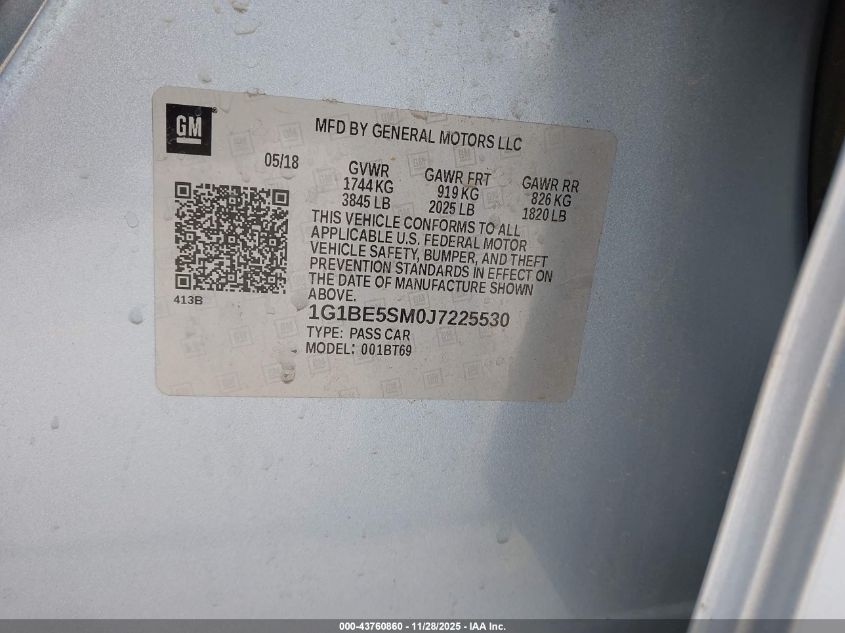 GM
MFD BY GENERAL MOTORS LLC
05/18
GVWR GAWR FRT GAWR RR
1744 KG 919 KG 826 KG
3845 LB 2025 LB 1820 LB
THIS VEHICLE CONFORMS TO ALL
APPLICABLE U.S. FEDERAL MOTOR
VEHICLE SAFETY, BUMPER, AND THEFT
PREVENTION STANDARDS IN EFFECT ON
THE DATE OF MANUFACTURE SHOWN
ABOVE.
413B
1G1BE5SM0J7225530
TYPE: PASS CAR
MODEL: 001BT69
000-43760860 - 11/28/2025 - IAA Inc.